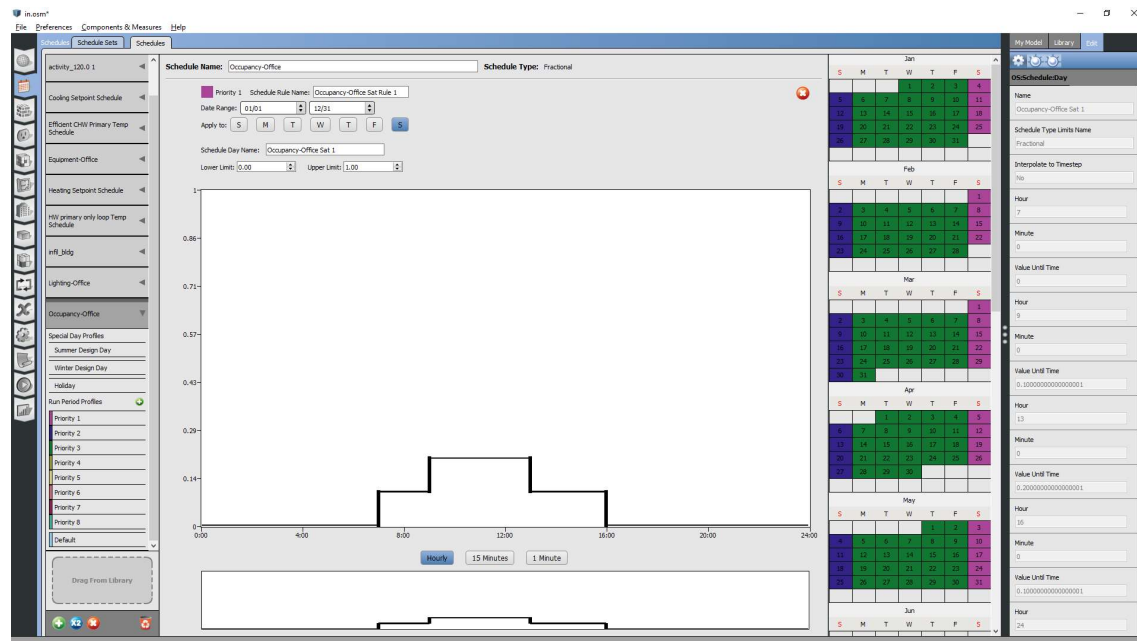 in.osm*
File Preferences Components & Measures Help
Schedules Schedule Sets Schedules
activity_120.0 1
Cooling Setpoint Schedule
Efficient CHW Primary Temp
Schedule
Equipment-Office
Heating Setpoint Schedule
HW primary only loop Temp
Schedule
infil_bldg
Lighting-Office
Occupancy-Office
Special Day Profiles
Summer Design Day
Winter Design Day
Holiday
Run Period Profiles
Priority 1
Priority 2
Priority 3
Priority 4
Priority 5
Priority 6
Priority 7
Priority 8
Default
Drag From Library
X2
Schedule Name: Occupancy-Office Schedule Type: Fractional
Priority 1 Schedule Rule Name: Occupancy-Office Sat Rule 1
Date Range: 01/01 12/31
Apply to: S M T W T F S
Schedule Day Name: Occupancy-Office Sat 1
Lower Limit: 0.00 Upper Limit: 1.00
1
0.86
0.71
0.57
0.43
0.29
0.14
0
0:00 4:00 8:00 12:00 16:00 20:00 24:00
Hourly 15 Minutes 1 Minute
Jan
S M T W T F S
1 2 3 4
5 6 7 8 9 10 11
12 13 14 15 16 17 18
19 20 21 22 23 24 25
26 27 28 29 30 31
Feb
S M T W T F S
1
2 3 4 5 6 7 8
9 10 11 12 13 14 15
16 17 18 19 20 21 22
23 24 25 26 27 28
Mar
S M T W T F S
1
2 3 4 5 6 7 8
9 10 11 12 13 14 15
16 17 18 19 20 21 22
23 24 25 26 27 28 29
30 31
Apr
S M T W T F S
1 2 3 4 5
6 7 8 9 10 11 12
13 14 15 16 17 18 19
20 21 22 23 24 25 26
27 28 29 30
May
S M T W T F S
1 2 3
4 5 6 7 8 9 10
11 12 13 14 15 16 17
18 19 20 21 22 23 24
25 26 27 28 29 30 31
Jun
S M T W T F S
My Model Library Edit
OS:Schedule:Day
Name
Occupancy-Office Sat 1
Schedule Type Limits Name
Fractional
Interpolate to Timestep
No
Hour
7
Minute
0
Value Until Time
0
Hour
9
Minute
0
Value Until Time
0.10000000000000001
Hour
13
Minute
0
Value Until Time
0.20000000000000001
Hour
16
Minute
0
Value Until Time
0.10000000000000001
Hour
24